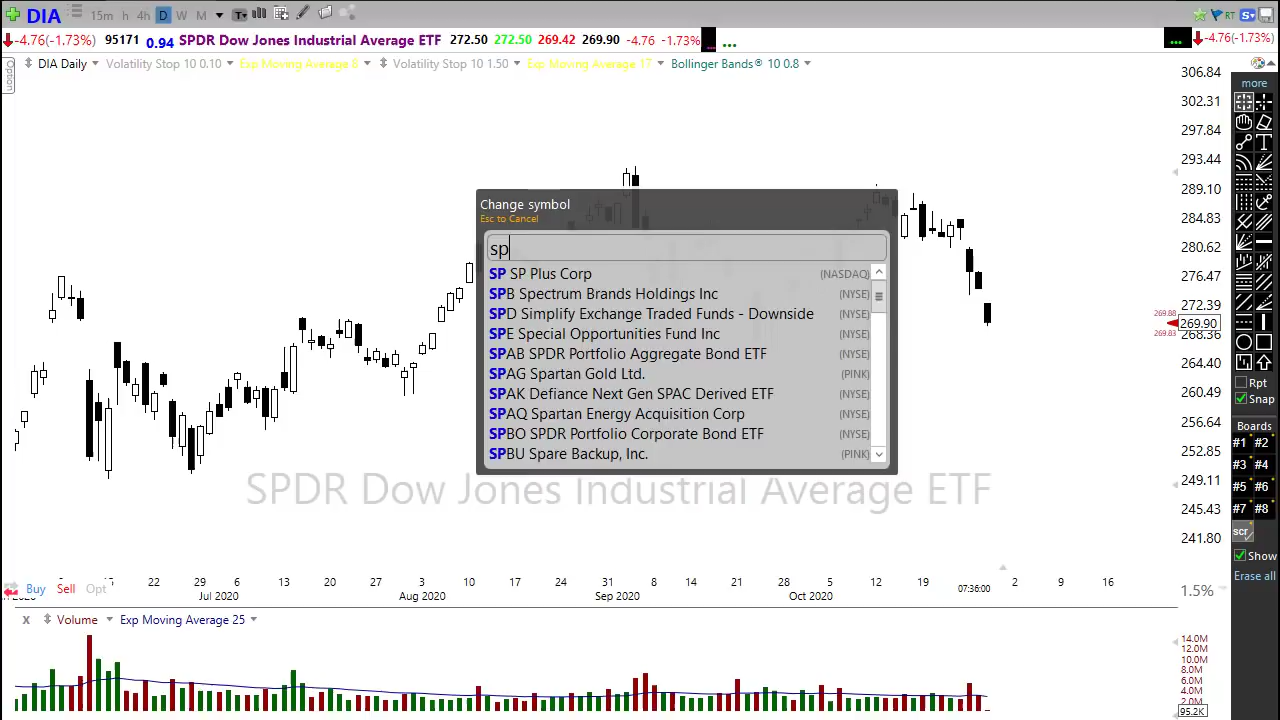 DIA 15m h 4h D W M T RT S
-4.76(-1.73%) 95171 0.94 SPDR Dow Jones Industrial Average ETF 272.50 272.50 269.42 269.90 -4.76 -1.73% ... ... -4.76(-1.73%)
Option DIA Daily Volatility Stop 10 0.10 Exp Moving Average 8 Volatility Stop 10 1.50 Exp Moving Average 17 Bollinger Bands® 10 0.8
306.84
302.31
297.84
293.44
289.10
284.83
280.62
276.47
272.39
269.88
269.90
269.83
268.36
264.40
260.49
256.64
252.85
249.11
245.43
241.80
more
T
Rpt
Snap
Boards
#1 #2
#3 #4
#5 #6
#7 #8
scr
Show
Erase all
Change symbol
Esc to Cancel
sp
SP SP Plus Corp (NASDAQ)
SPB Spectrum Brands Holdings Inc (NYSE)
SPD Simplify Exchange Traded Funds - Downside (NYSE)
SPE Special Opportunities Fund Inc (NYSE)
SPAB SPDR Portfolio Aggregate Bond ETF (NYSE)
SPAG Spartan Gold Ltd. (PINK)
SPAK Defiance Next Gen SPAC Derived ETF (NYSE)
SPAQ Spartan Energy Acquisition Corp (NYSE)
SPBO SPDR Portfolio Corporate Bond ETF (NYSE)
SPBU Spare Backup, Inc. (PINK)
SPDR Dow Jones Industrial Average ETF
22 29 6 13 20 27 3 10 17 24 31 8 14 21 28 5 12 19 07:36:00 2 9 16
Buy Sell Opt
Jul 2020 Aug 2020 Sep 2020 Oct 2020
1.5%
x Volume Exp Moving Average 25
14.0M
12.0M
10.0M
8.0M
6.0M
4.0M
2.0M
95.2K